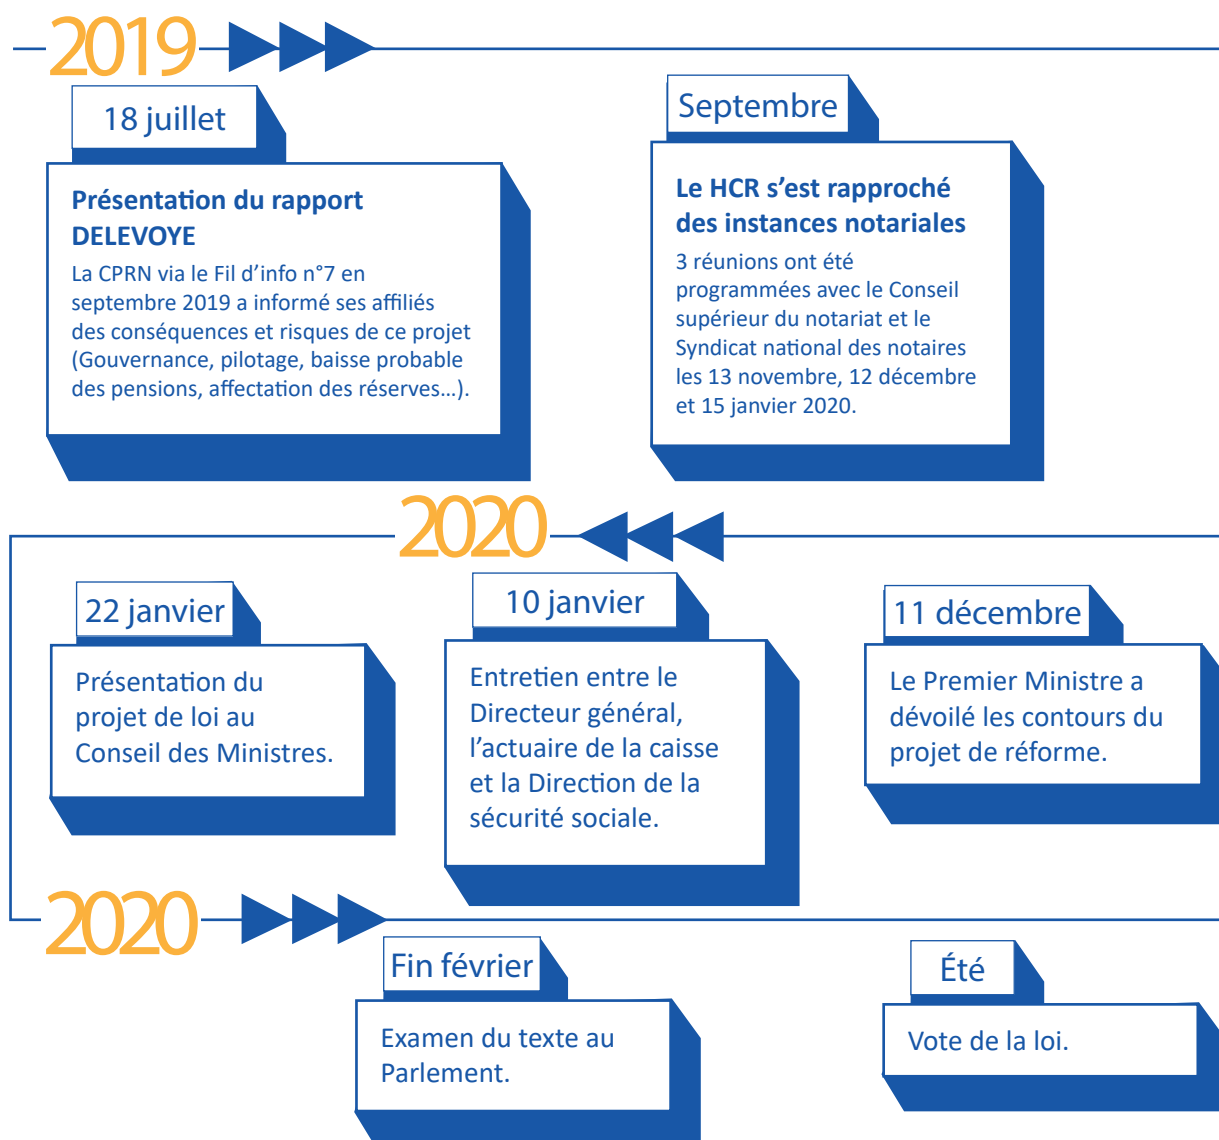 2019
18 juillet
Présentation du rapport
DELEVOYE
La CPRN via le Fil d'info n°7 en
septembre 2019 a informé ses affiliés
des conséquences et risques de ce projet
(Gouvernance, pilotage, baisse probable
des pensions, affectation des réserves...).
Septembre
Le HCR s'est rapproché
des instances notariales
3 réunions ont été
programmées avec le Conseil
supérieur du notariat et le
Syndicat national des notaires
les 13 novembre, 12 décembre
et 15 janvier 2020.
2020
11 décembre
Le Premier Ministre a
dévoilé les contours du
projet de réforme.
10 janvier
Entretien entre le
Directeur général,
l'actuaire de la caisse
et la Direction de la
sécurité sociale.
22 janvier
Présentation du
projet de loi au
Conseil des Ministres.
2020
Fin février
Examen du texte au
Parlement.
Été
Vote de la loi.